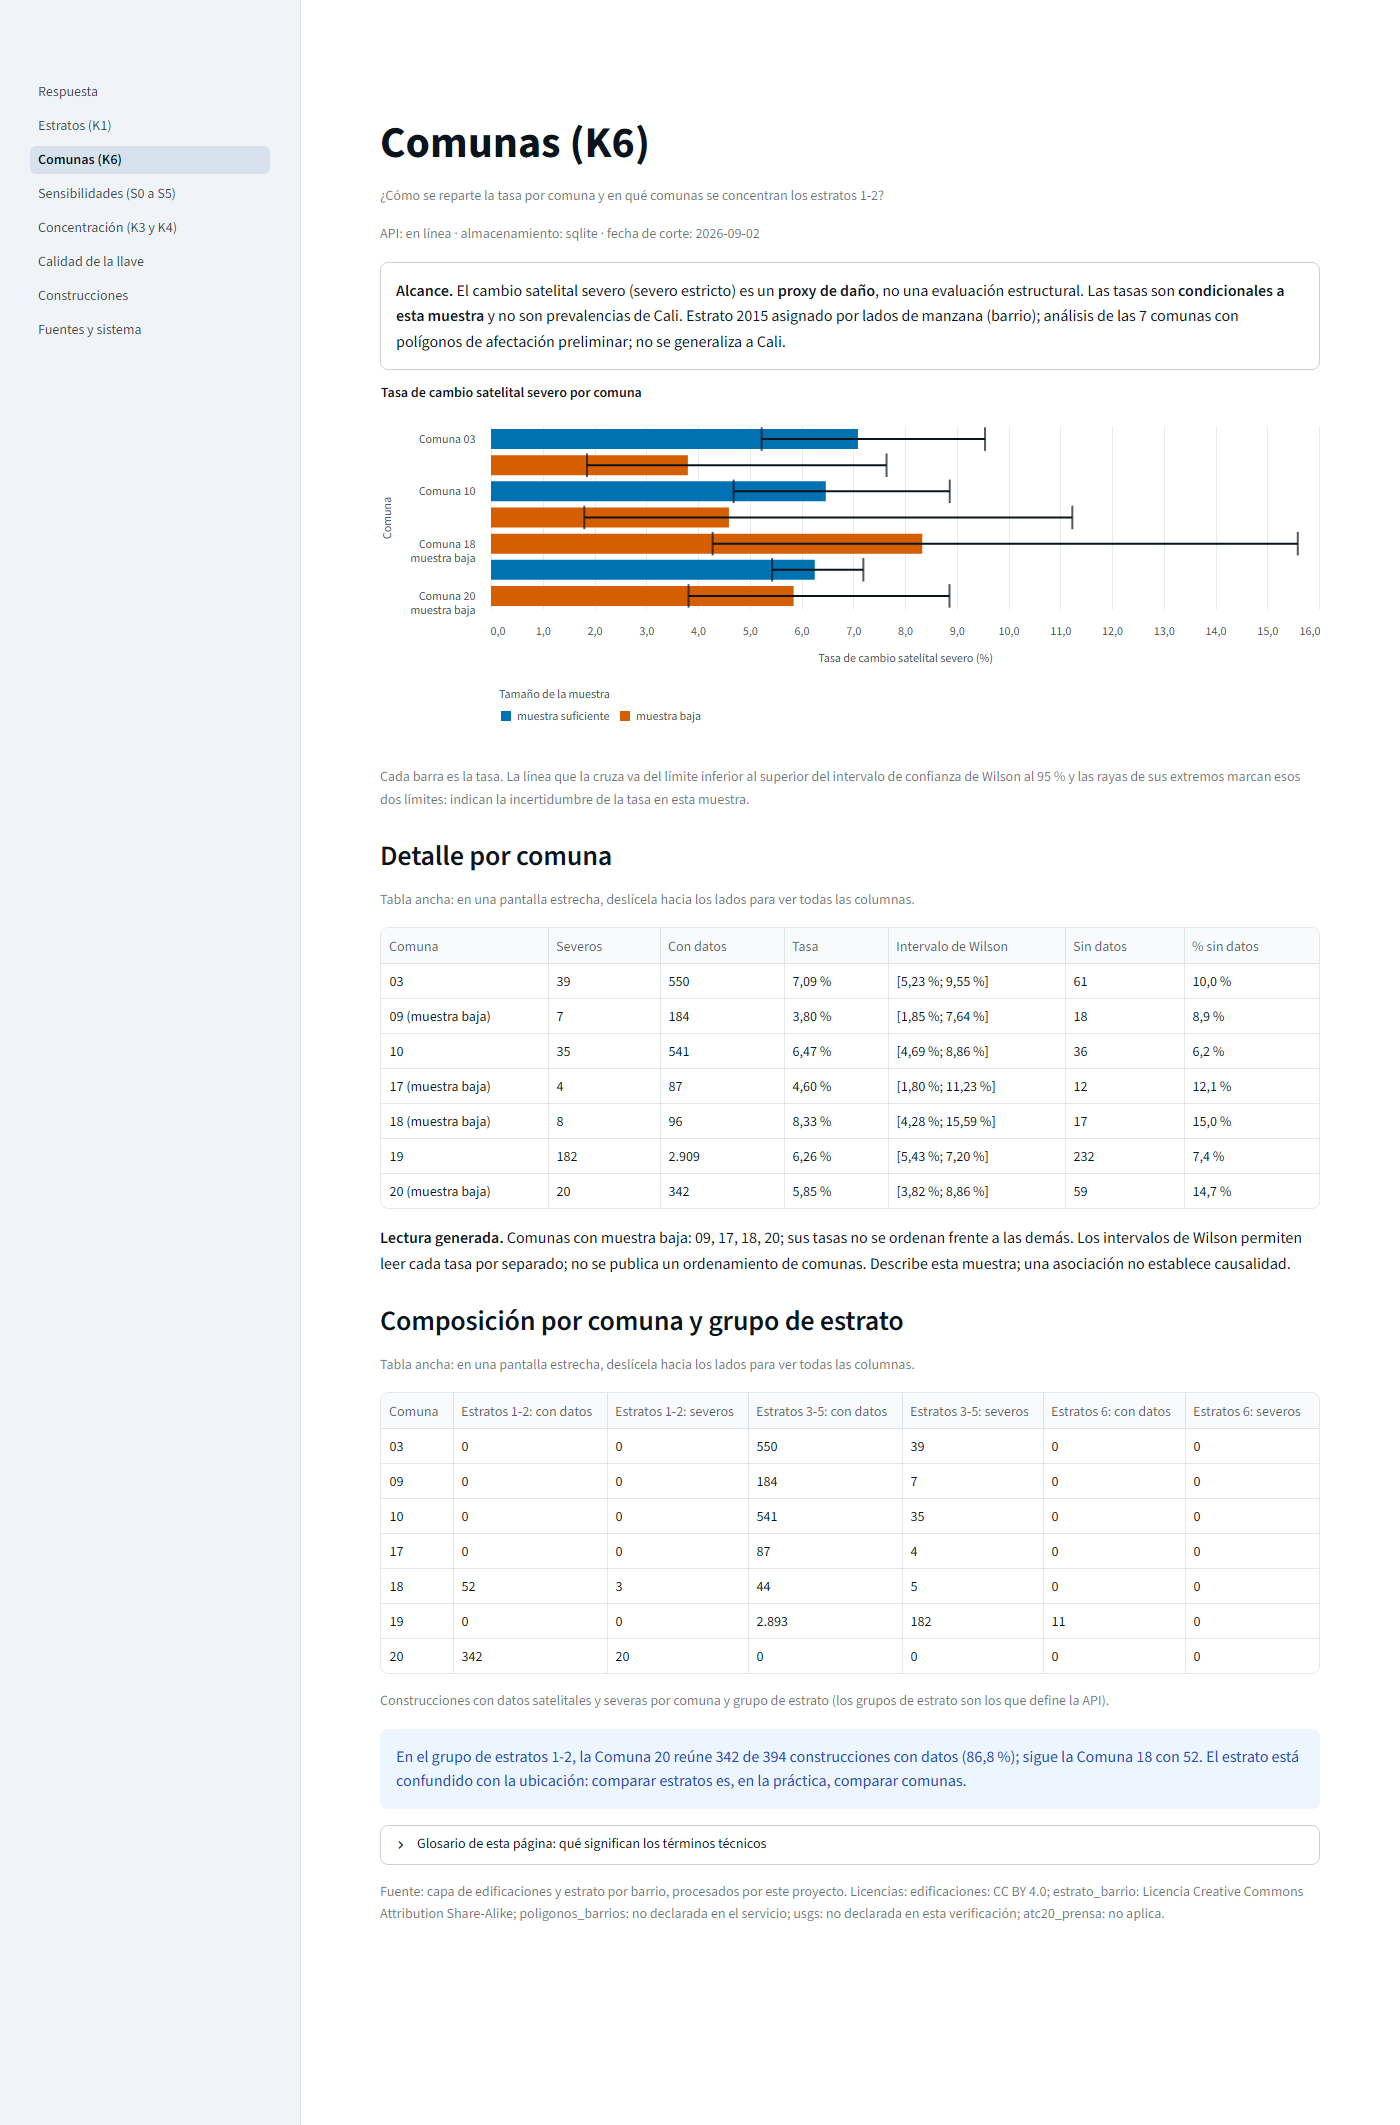 Respuesta
Estratos (K1)
Comunas (K6)
Sensibilidades (S0 a S5)
Concentración (K3 y K4)
Calidad de la llave
Construcciones
Fuentes y sistema
Comunas (K6)
¿Cómo se reparte la tasa por comuna y en qué comunas se concentran los estratos 1-2?
API: en línea · almacenamiento: sqlite · fecha de corte: 2026-09-02
Alcance. El cambio satelital severo (severo estricto) es un proxy de daño, no una evaluación estructural. Las tasas son condicionales a
esta muestra y no son prevalencias de Cali. Estrato 2015 asignado por lados de manzana (barrio); análisis de las 7 comunas con
polígonos de afectación preliminar; no se generaliza a Cali.
Tasa de cambio satelital severo por comuna
Comuna
Comuna 03
Comuna 10
Comuna 18
muestra baja
Comuna 20
muestra baja
0,0 1,0 2,0 3,0 4,0 5,0 6,0 7,0 8,0 9,0 10,0 11,0 12,0 13,0 14,0 15,0 16,0
Tasa de cambio satelital severo (%)
Tamaño de la muestra
muestra suficiente muestra baja
Cada barra es la tasa. La línea que la cruza va del límite inferior al superior del intervalo de confianza de Wilson al 95 % y las rayas de sus extremos marcan esos
dos límites: indican la incertidumbre de la tasa en esta muestra.
Detalle por comuna
Tabla ancha: en una pantalla estrecha, deslícela hacia los lados para ver todas las columnas.
Comuna Severos Con datos Tasa Intervalo de Wilson Sin datos % sin datos
03 39 550 7,09 % [5,23 %; 9,55 %] 61 10,0 %
09 (muestra baja) 7 184 3,80 % [1,85 %; 7,64 %] 18 8,9 %
10 35 541 6,47 % [4,69 %; 8,86 %] 36 6,2 %
17 (muestra baja) 4 87 4,60 % [1,80 %; 11,23 %] 12 12,1 %
18 (muestra baja) 8 96 8,33 % [4,28 %; 15,59 %] 17 15,0 %
19 182 2.909 6,26 % [5,43 %; 7,20 %] 232 7,4 %
20 (muestra baja) 20 342 5,85 % [3,82 %; 8,86 %] 59 14,7 %
Lectura generada. Comunas con muestra baja: 09, 17, 18, 20; sus tasas no se ordenan frente a las demás. Los intervalos de Wilson permiten
leer cada tasa por separado; no se publica un ordenamiento de comunas. Describe esta muestra; una asociación no establece causalidad.
Composición por comuna y grupo de estrato
Tabla ancha: en una pantalla estrecha, deslícela hacia los lados para ver todas las columnas.
Comuna Estratos 1-2: con datos Estratos 1-2: severos Estratos 3-5: con datos Estratos 3-5: severos Estratos 6: con datos Estratos 6: severos
03 0 0 550 39 0 0
09 0 0 184 7 0 0
10 0 0 541 35 0 0
17 0 0 87 4 0 0
18 52 3 44 5 0 0
19 0 0 2.893 182 11 0
20 342 20 0 0 0 0
Construcciones con datos satelitales y severas por comuna y grupo de estrato (los grupos de estrato son los que define la API).
En el grupo de estratos 1-2, la Comuna 20 reúne 342 de 394 construcciones con datos (86,8 %); sigue la Comuna 18 con 52. El estrato está
confundido con la ubicación: comparar estratos es, en la práctica, comparar comunas.
Glosario de esta página: qué significan los términos técnicos
Fuente: capa de edificaciones y estrato por barrio, procesados por este proyecto. Licencias: edificaciones: CC BY 4.0; estrato_barrio: Licencia Creative Commons
Attribution Share-Alike; poligonos_barrios: no declarada en el servicio; usgs: no declarada en esta verificación; atc20_prensa: no aplica.